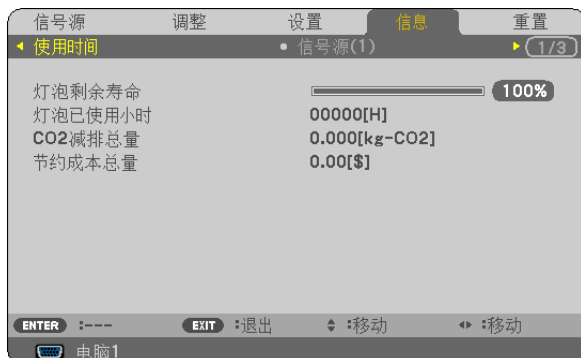 信号源 调整 设置 信息 重置
使用时间 信号源(1) 1/3
灯泡剩余寿命 100%
灯泡已使用小时 00000[H]
CO2减排总量 0.000[kg-CO2]
节约成本总量 0.00[$]
ENTER :--- EXIT :退出 :移动 :移动
电脑1